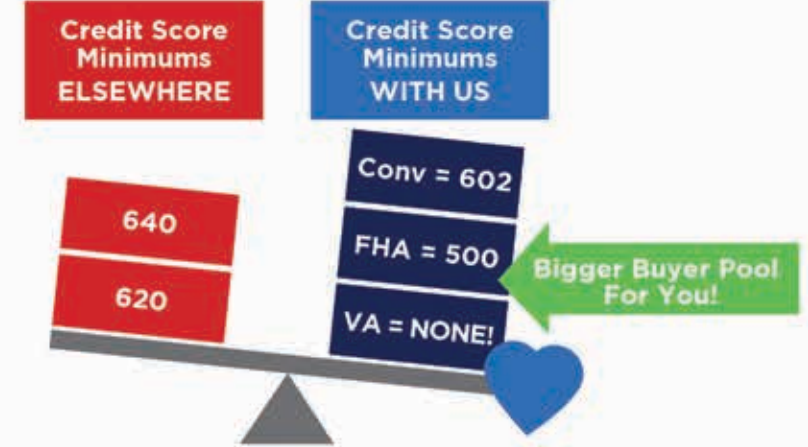 Credit Score
Minimums
ELSEWHERE
Credit Score
Minimums
WITH US
640
620
Conv = 602
FHA = 500
VA = NONE!
Bigger Buyer Pool
For You!